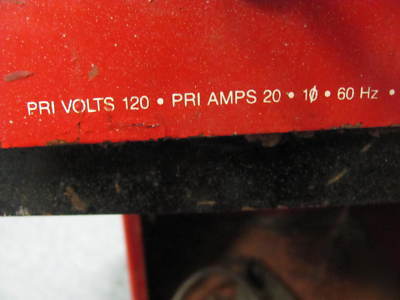 PRI VOLTS 120 • PRI AMPS 20 • 1Ø • 60 Hz •